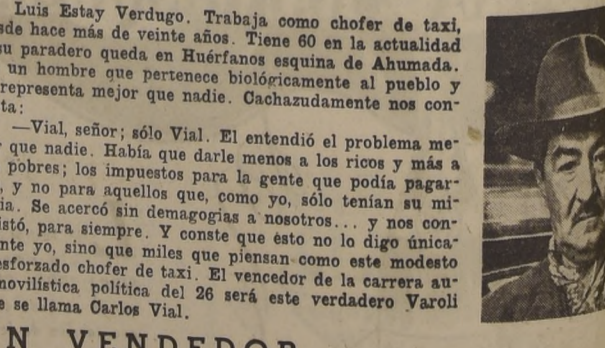 Luis Estay Verdugo. Trabaja como chofer de taxi,
sde hace más de veinte años. Tiene 60 en la actualidad
su paradero queda en Huérfanos esquina de Ahumada.
un hombre que pertenece biológicamente al pueblo y
representa mejor que nadie. Cachazudamente nos con-
ta:
—Vial, señor; sólo Vial. El entendió el problema me-
que nadie. Había que darle menos a los ricos y más a
pobres; los impuestos para la gente que podía pagar-
, y no para aquellos que, como yo, sólo tenían su mi-
ia. Se acercó sin demagogias a nosotros... y nos con-
istó, para siempre. Y conste que ésto no lo digo única-
nte yo, sino que miles que piensan como este modesto
esforzado chofer de taxi. El vencedor de la carrera au-
movilística política del 26 será este verdadero Varoli
e se llama Carlos Vial.
N VENDEDOR